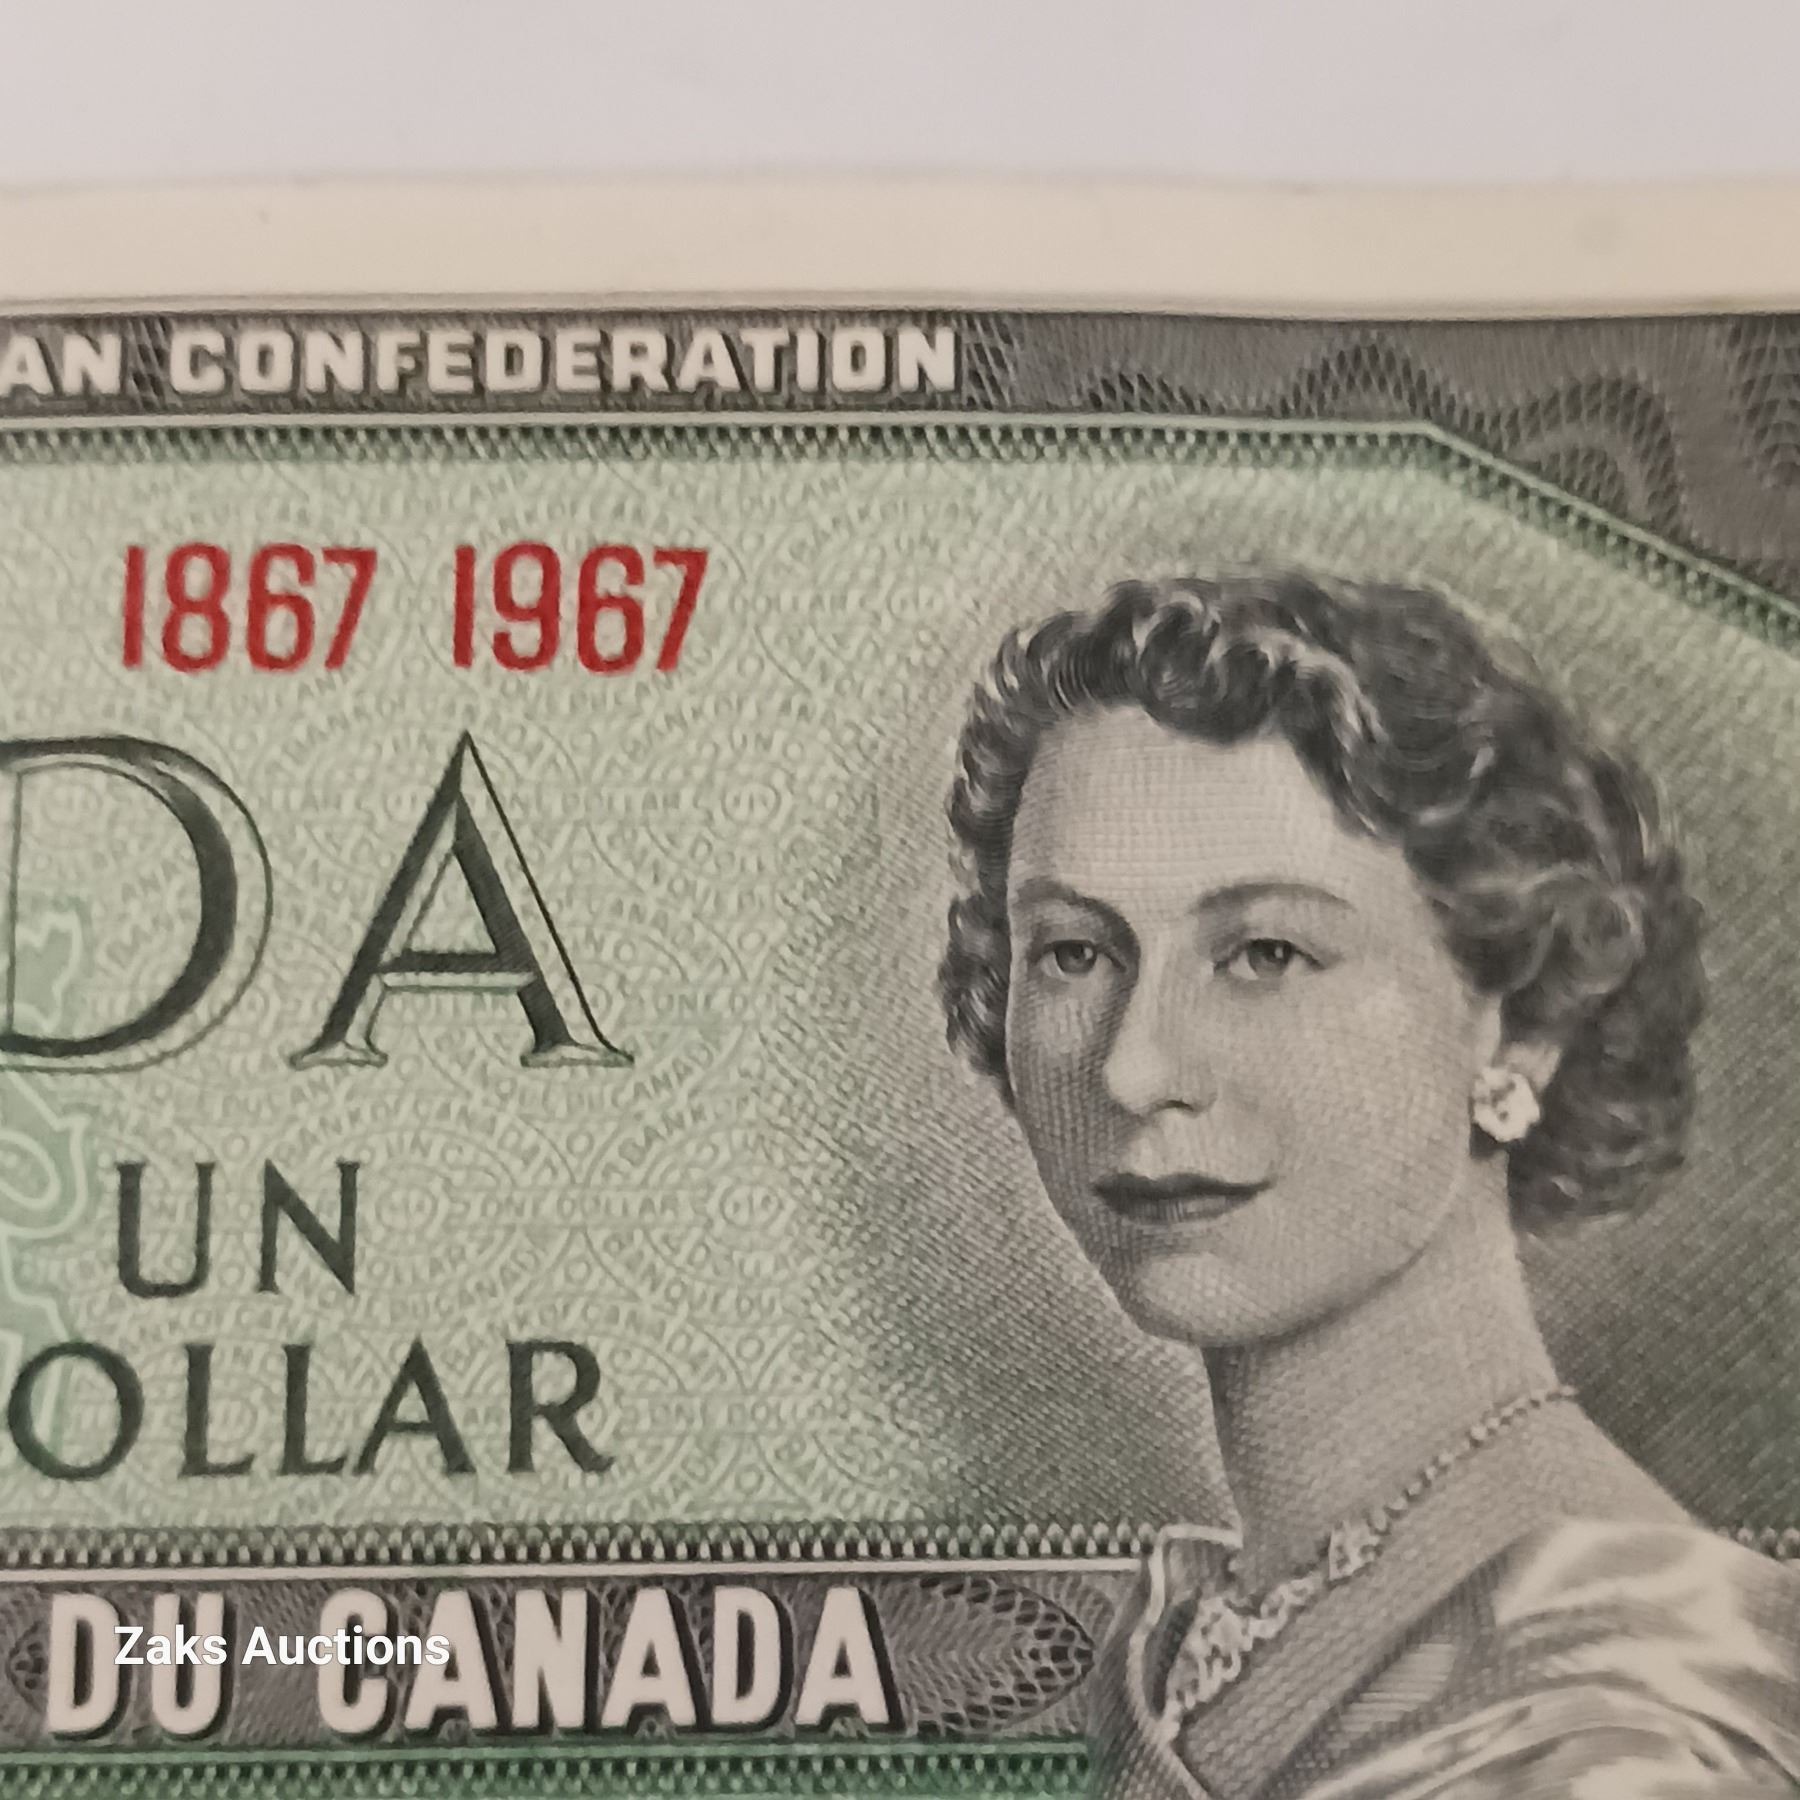 AN CONFEDERATION
1867 1967
DA
UN
OLLAR
DU CANADA
Zaks Auctions